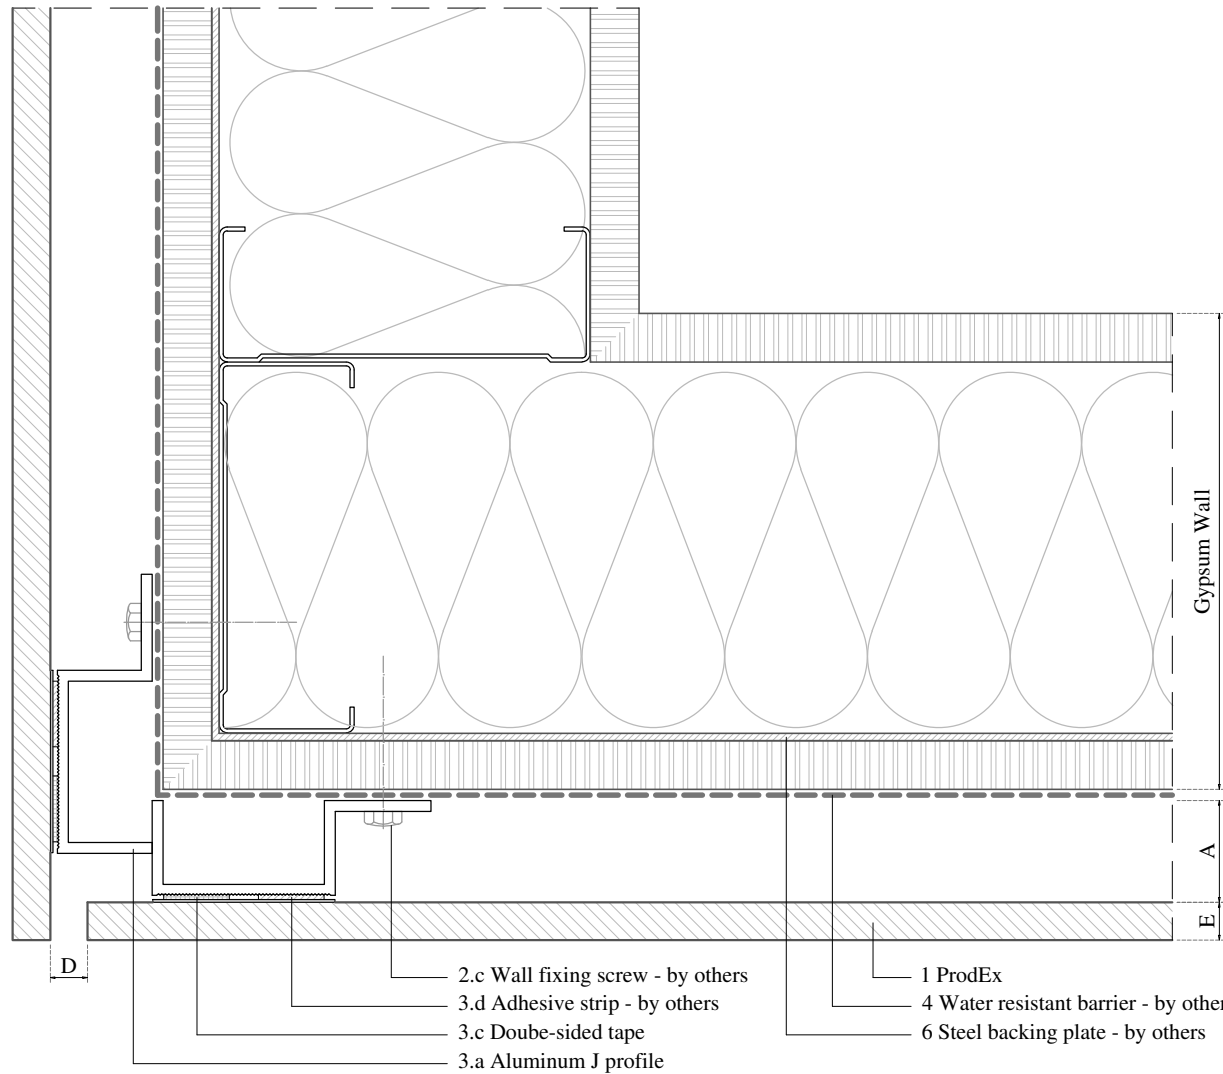 Gypsum Wall
A
E
D
2.c Wall fixing screw - by others
3.d Adhesive strip - by others
3.c Doube-sided tape
3.a Aluminum J profile
1 ProdEx
4 Water resistant barrier - by other
6 Steel backing plate - by others